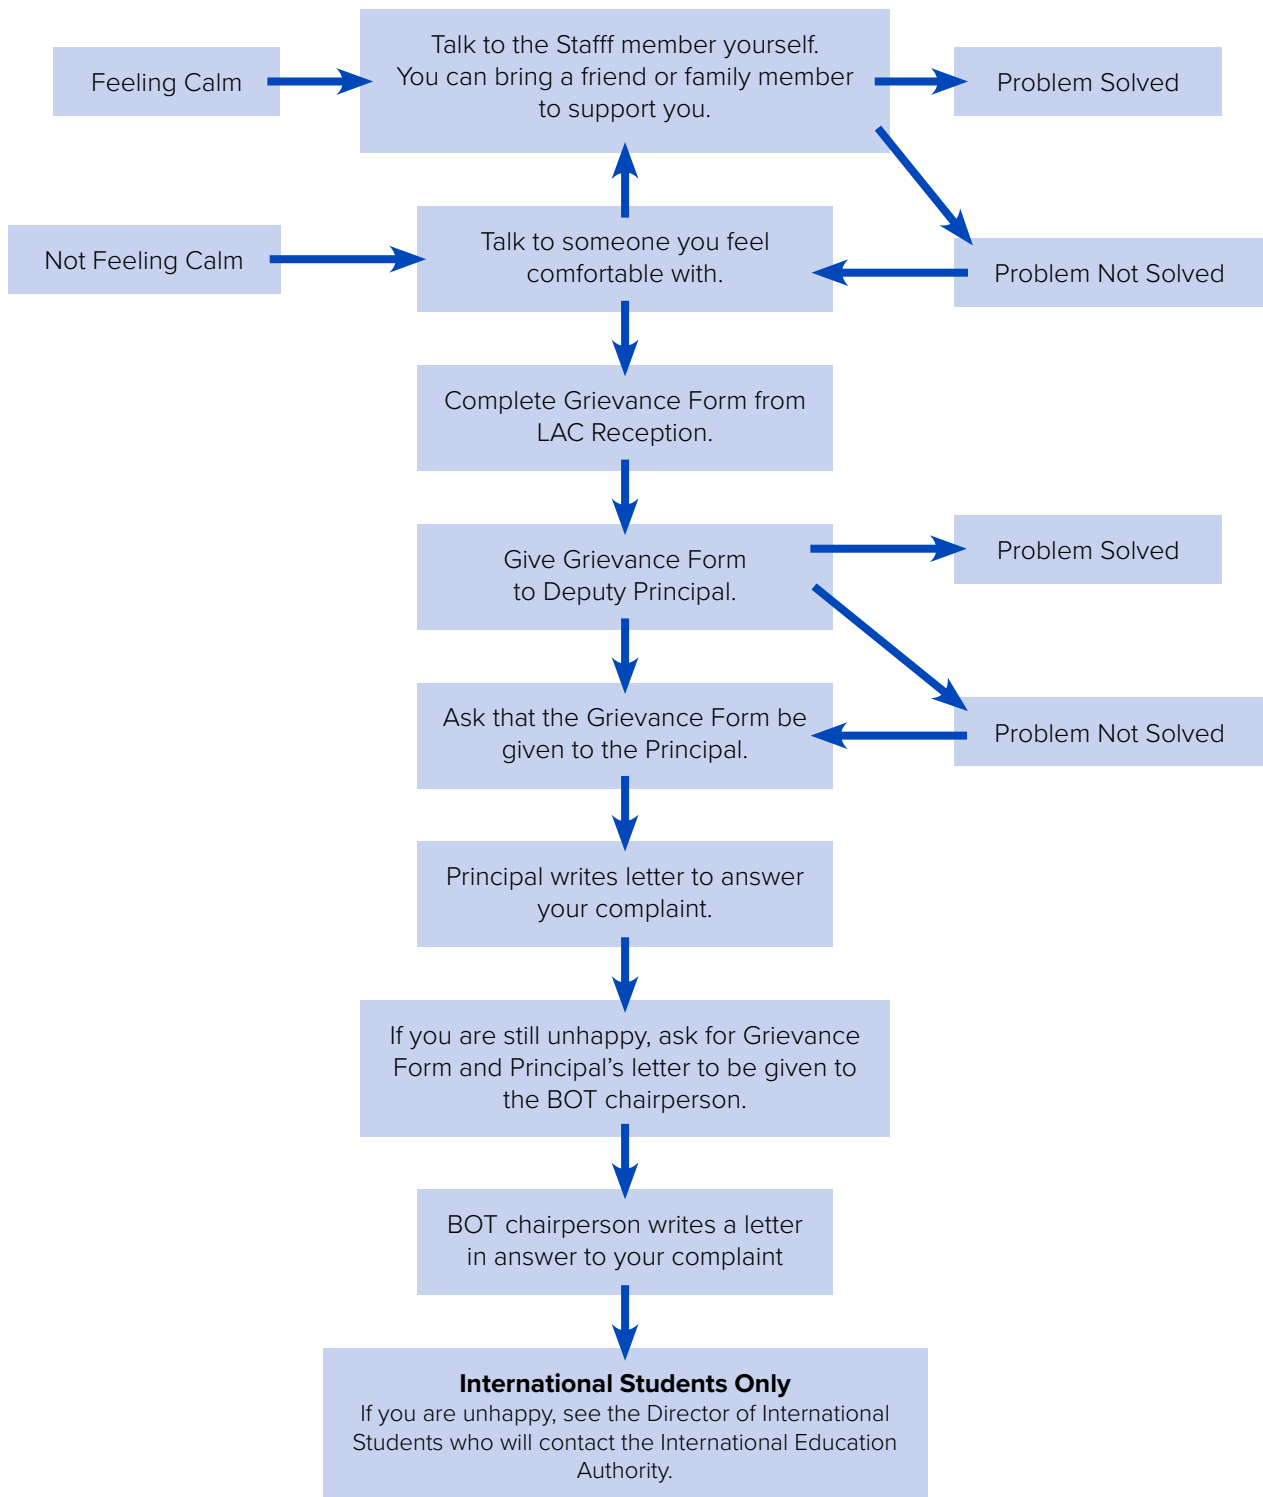 Feeling Calm
Talk to the Stafff member yourself.
You can bring a friend or family member
to support you.
Problem Solved
Not Feeling Calm
Talk to someone you feel
comfortable with.
Problem Not Solved
Complete Grievance Form from
LAC Reception.
Give Grievance Form
to Deputy Principal.
Problem Solved
Ask that the Grievance Form be
given to the Principal.
Problem Not Solved
Principal writes letter to answer
your complaint.
If you are still unhappy, ask for Grievance
Form and Principal’s letter to be given to
the BOT chairperson.
BOT chairperson writes a letter
in answer to your complaint
International Students Only
If you are unhappy, see the Director of International
Students who will contact the International Education
Authority.